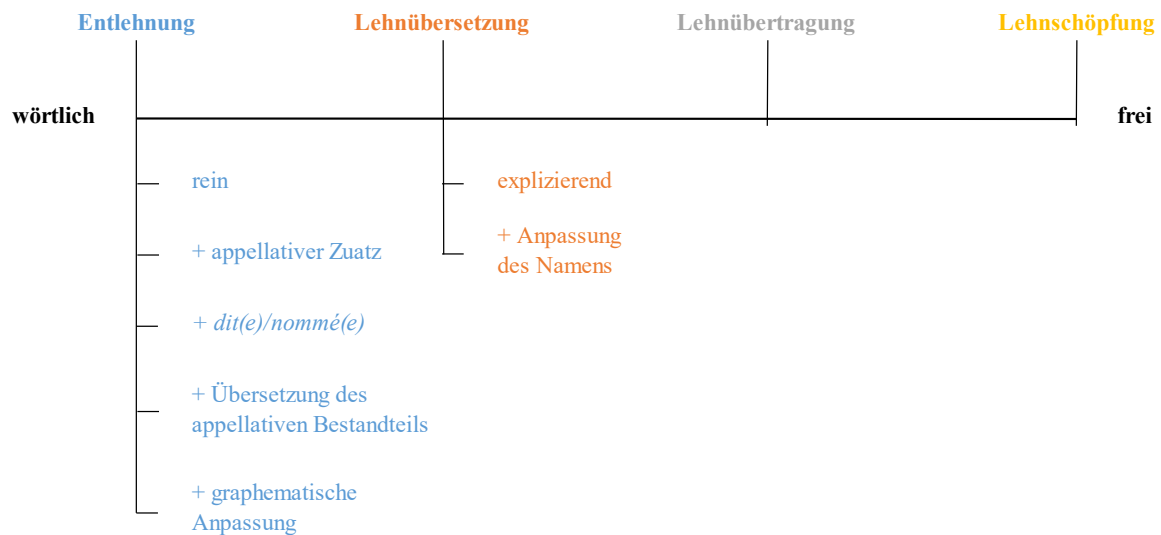 Entlehnung
Lehnübersetzung
Lehnübertragung
Lehnschöpfung
wörtlich
frei
rein
explizierend
+ appellativer Zuatz
+ Anpassung
des Namens
+ dit(e)/nommé(e)
+ Übersetzung des
appellativen Bestandteils
+ graphematische
Anpassung